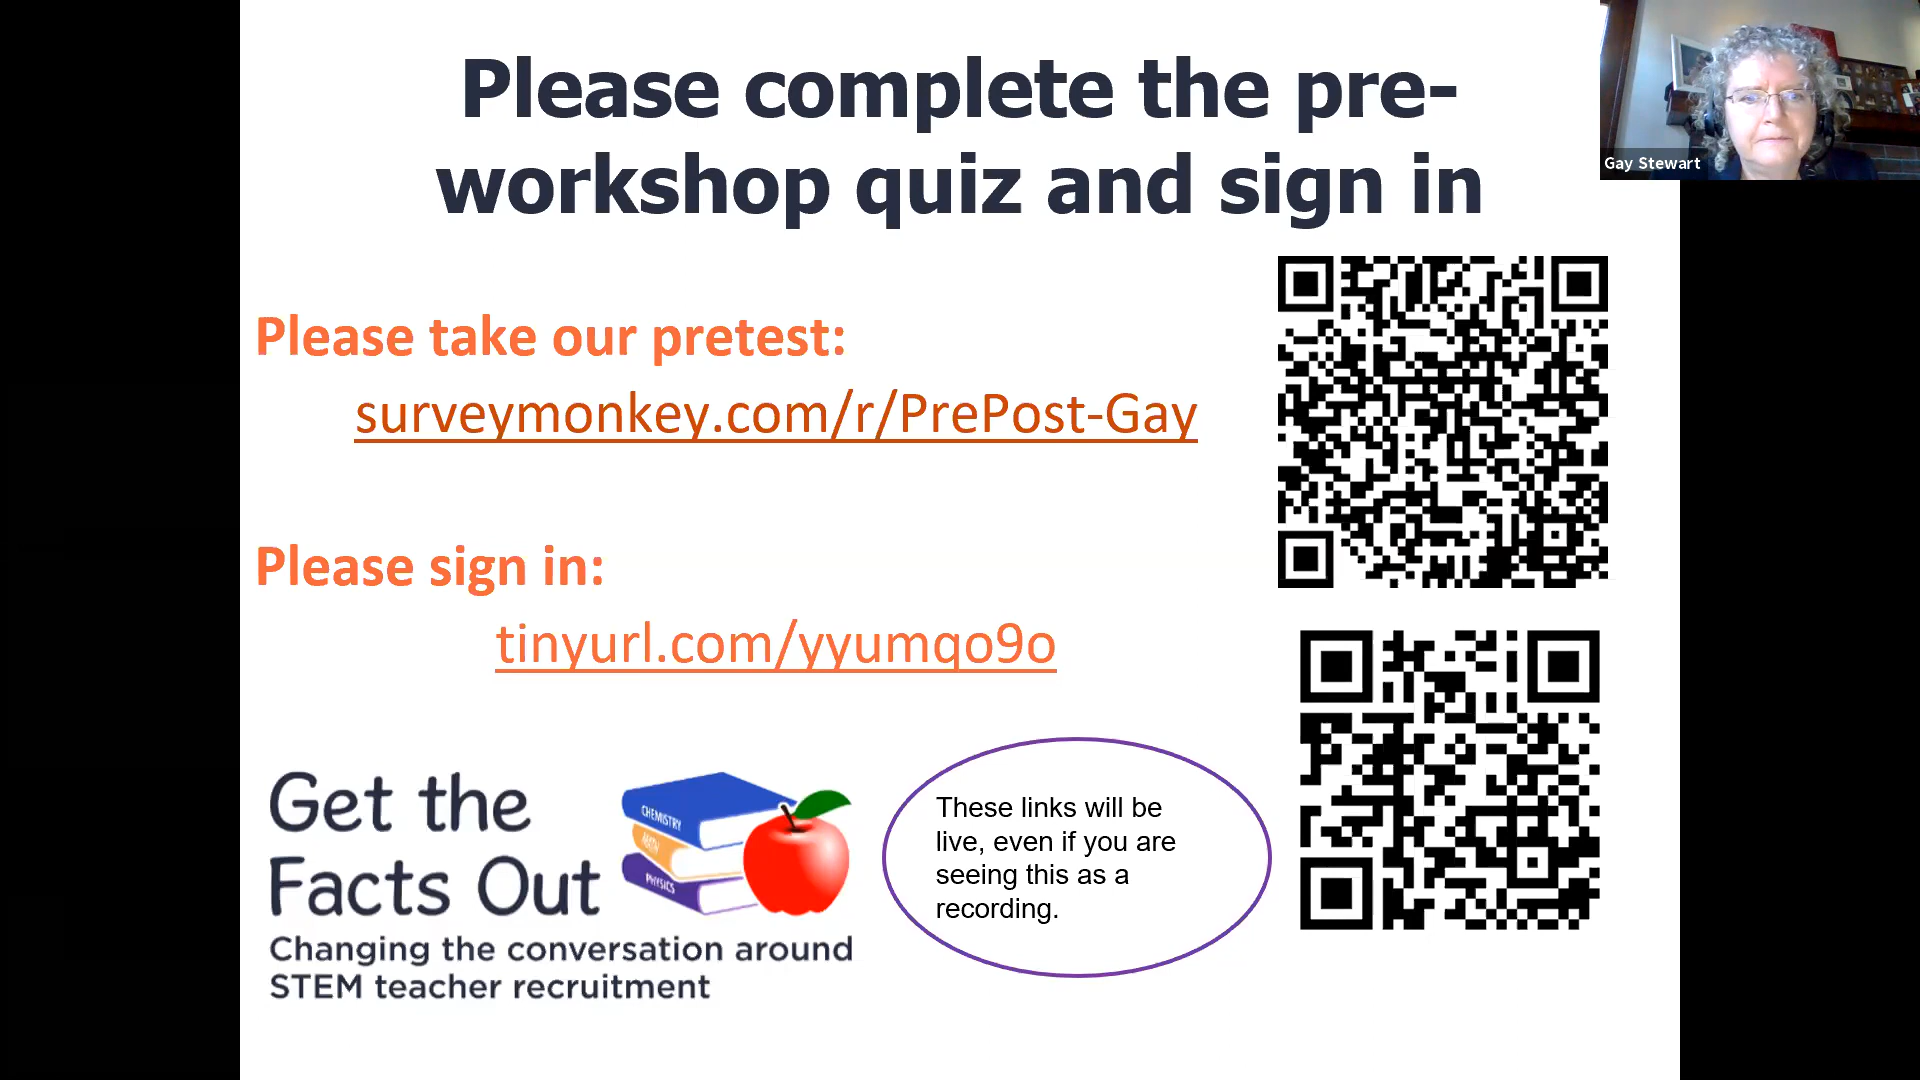 Please complete the pre-
workshop quiz and sign in
Gay Stewart
Please take our pretest:
surveymonkey.com/r/PrePost-Gay
Please sign in:
tinyurl.com/yyumqo9o
Get the
Facts Out
CHEMISTRY
MATH
PHYSICS
Changing the conversation around
STEM teacher recruitment
These links will be
live, even if you are
seeing this as a
recording.